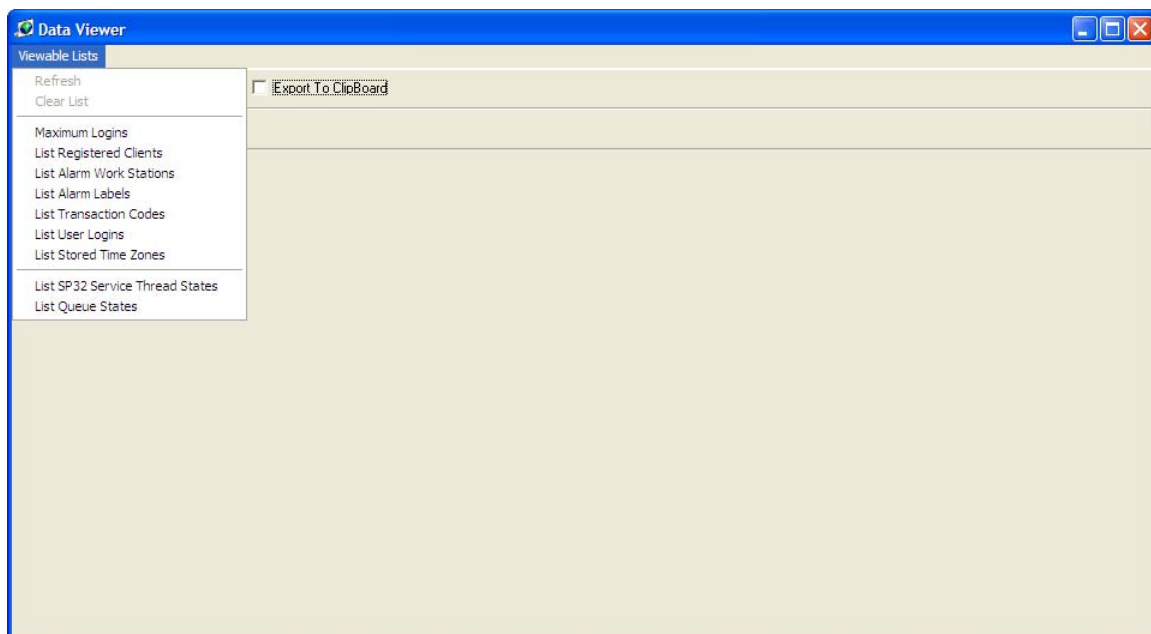 Data Viewer
Viewable Lists
Refresh
Clear List
Export To ClipBoard
Maximum Logins
List Registered Clients
List Alarm Work Stations
List Alarm Labels
List Transaction Codes
List User Logins
List Stored Time Zones
List SP32 Service Thread States
List Queue States